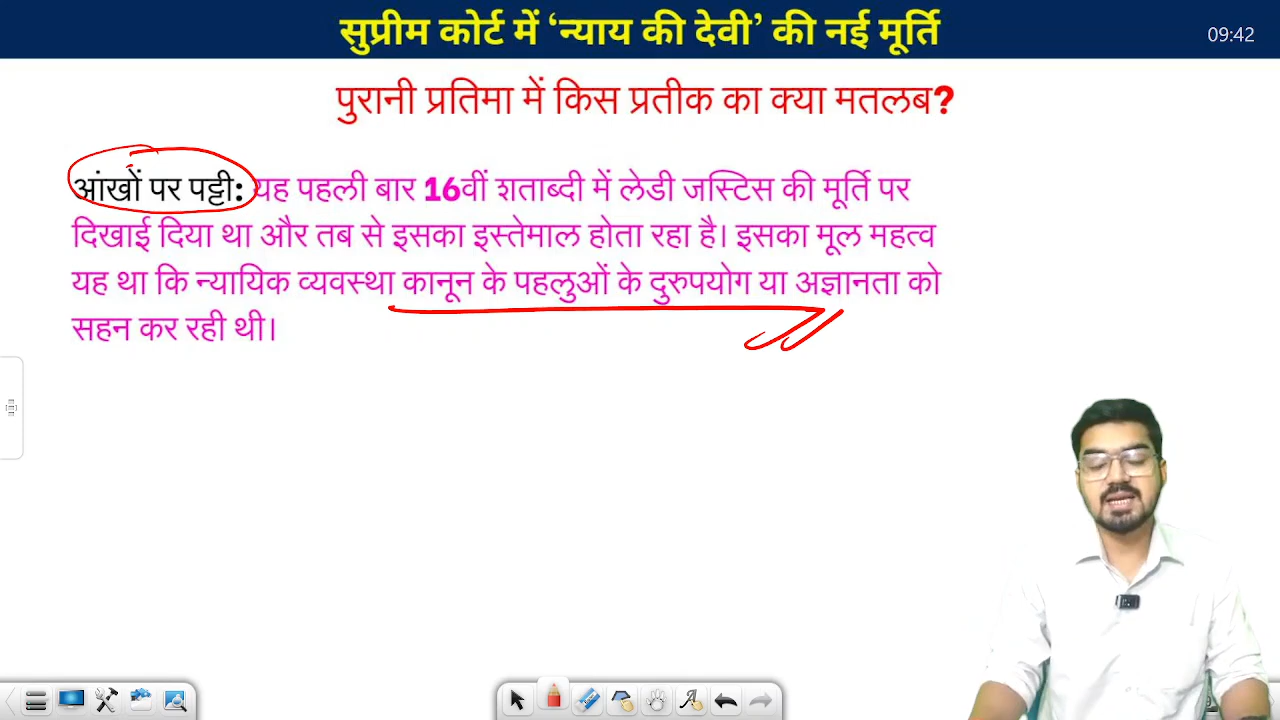 सुप्रीम कोर्ट में ‘न्याय की देवी’ की नई मूर्ति
09:42
पुरानी प्रतिमा में किस प्रतीक का क्या मतलब?
आंखों पर पट्टी: यह पहली बार 16वीं शताब्दी में लेडी जस्टिस की मूर्ति पर
दिखाई दिया था और तब से इसका इस्तेमाल होता रहा है। इसका मूल महत्व
यह था कि न्यायिक व्यवस्था कानून के पहलुओं के दुरुपयोग या अज्ञानता को
सहन कर रही थी।